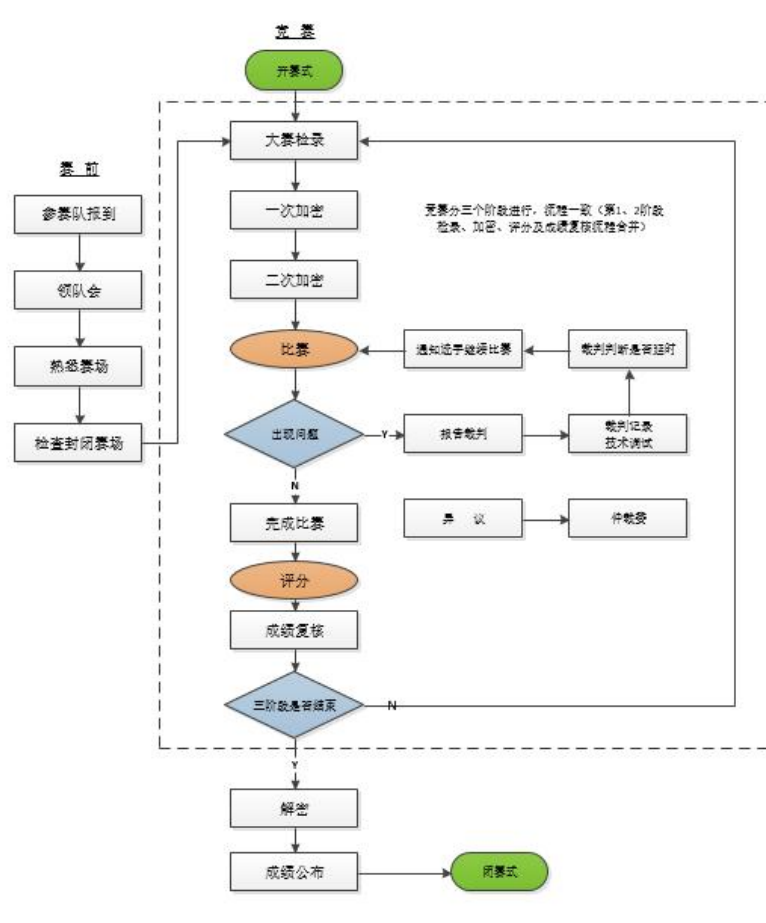 竞 赛
开赛式
大赛检录
赛 前
参赛队报到
一次加密
竞赛分三个阶段进行，流程一致（第1、2阶段
检录、加密、评分及成绩复核流程合并）
领队会
二次加密
熟悉赛场
比赛
通知选手继续比赛
裁判判断是否延时
检查封闭赛场
出现问题
Y
报告裁判
裁判记录
技术调试
N
完成比赛
异 议
仲裁委
评分
成绩复核
三阶段是否结束
N
Y
解密
成绩公布
闭赛式